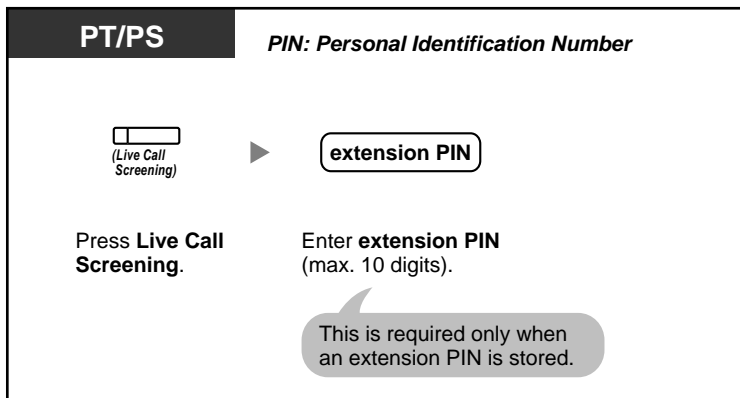 PT/PS
PIN: Personal Identification Number
(Live Call
Screening)
extension PIN
Press Live Call
Screening.
Enter extension PIN
(max. 10 digits).
This is required only when
an extension PIN is stored.